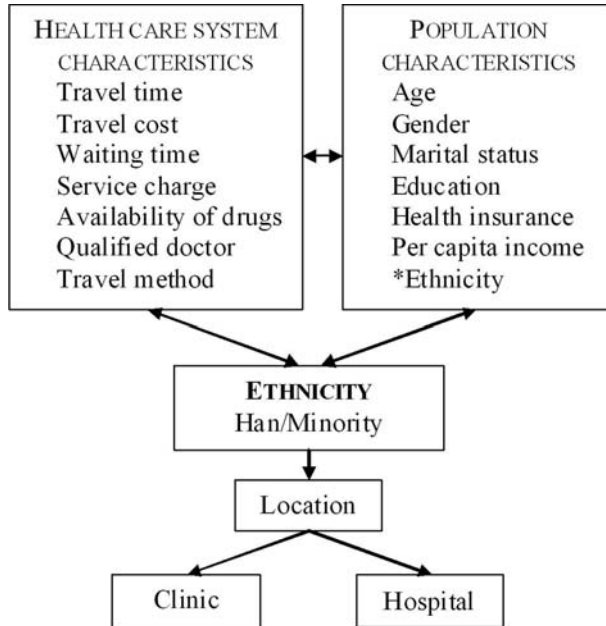 HEALTH CARE SYSTEM
CHARACTERISTICS
Travel time
Travel cost
Waiting time
Service charge
Availability of drugs
Qualified doctor
Travel method
POPULATION
CHARACTERISTICS
Age
Gender
Marital status
Education
Health insurance
Per capita income
*Ethnicity
ETHNICITY
Han/Minority
Location
Clinic
Hospital